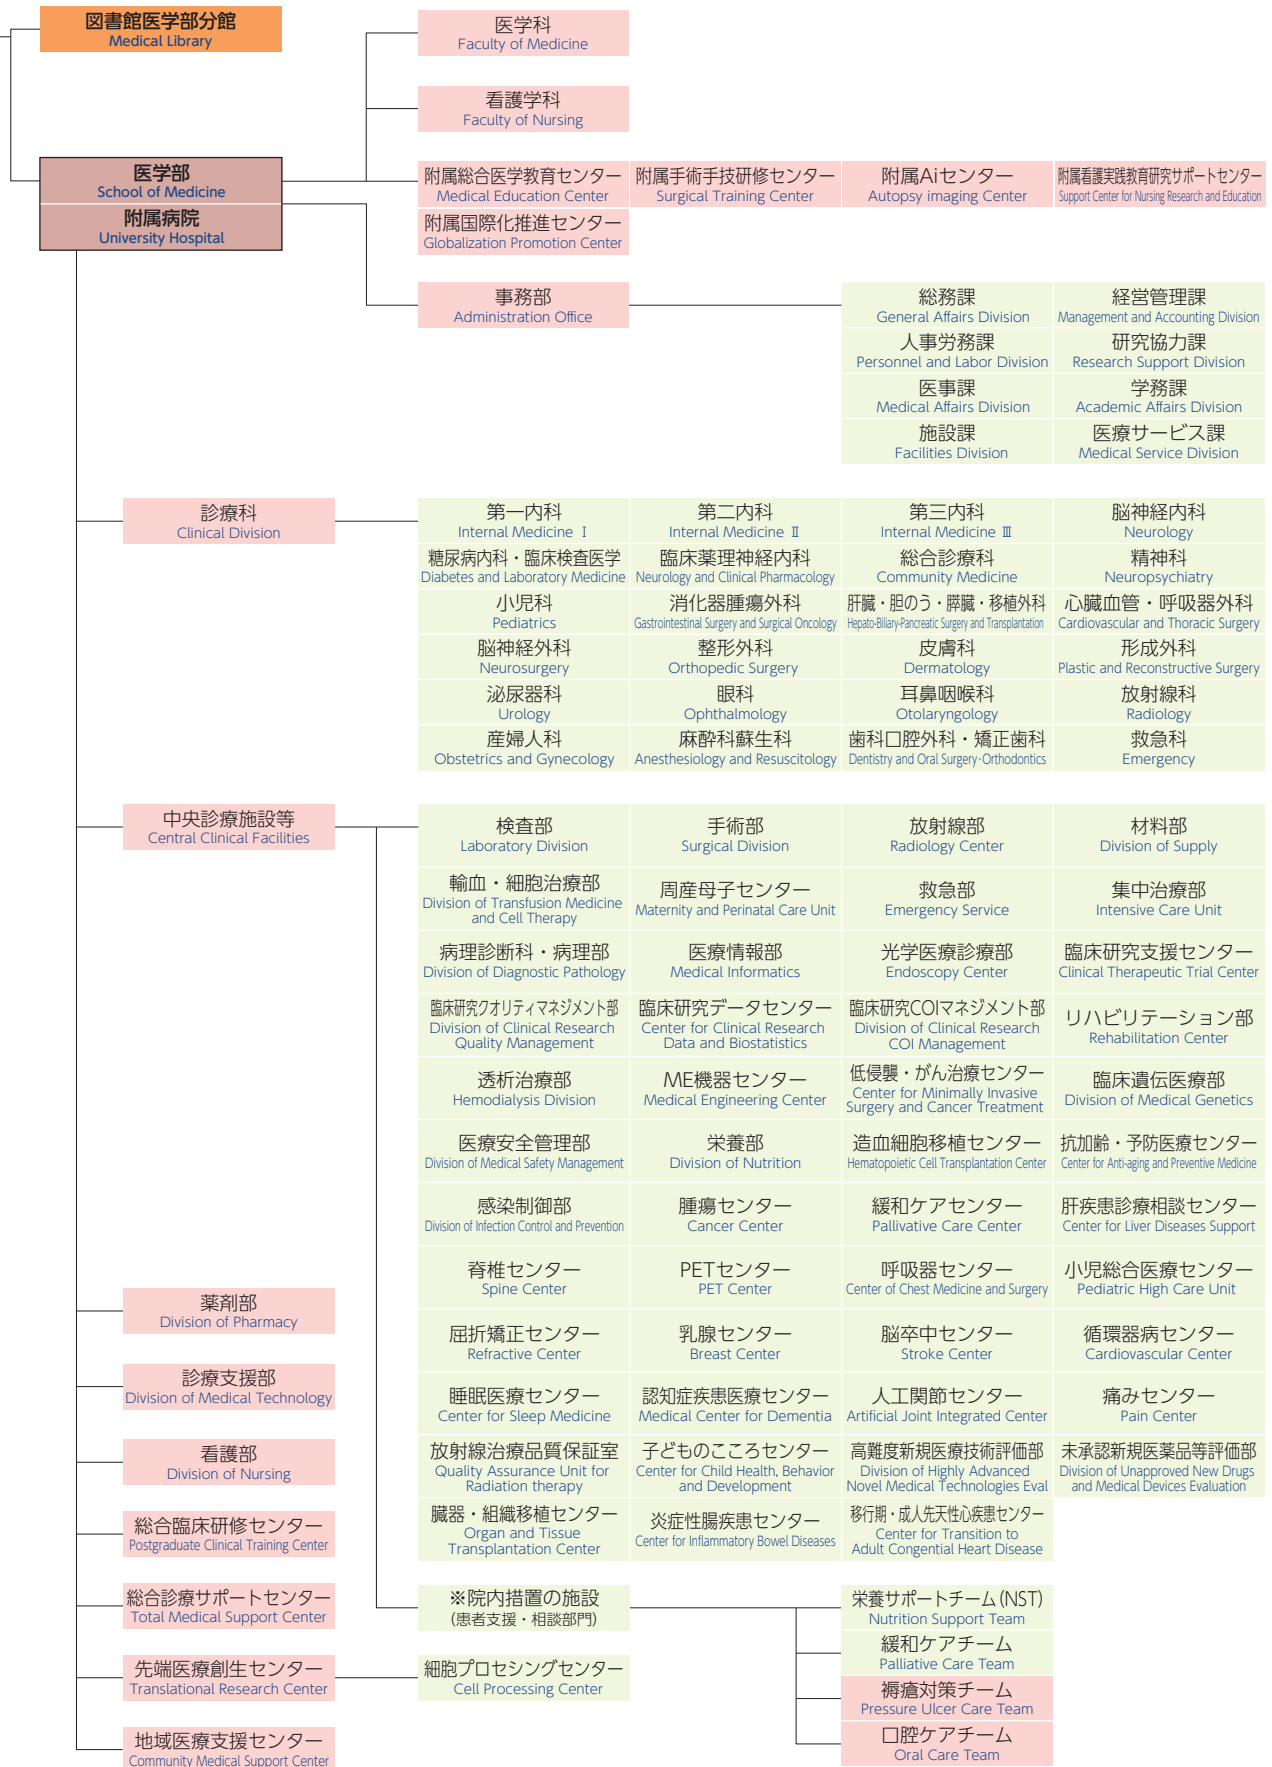 図書館医学部分館
Medical Library
医学科
Faculty of Medicine
看護学科
Faculty of Nursing
医学部
School of Medicine
附属病院
University Hospital
附属総合医学教育センター
Medical Education Center
附属手術手技研修センター
Surgical Training Center
附属Aiセンター
Autopsy imaging Center
附属看護実践教育研究サポートセンター
Support Center for Nursing Research and Education
附属国際化推進センター
Globalization Promotion Center
事務部
Administration Office
総務課
General Affairs Division
経営管理課
Management and Accounting Division
人事労務課
Personnel and Labor Division
研究協力課
Research Support Division
医事課
Medical Affairs Division
学務課
Academic Affairs Division
施設課
Facilities Division
医療サービス課
Medical Service Division
診療科
Clinical Division
第一内科
Internal Medicine Ⅰ
第二内科
Internal Medicine Ⅱ
第三内科
Internal Medicine Ⅲ
脳神経内科
Neurology
糖尿病内科・臨床検査医学
Diabetes and Laboratory Medicine
臨床薬理神経内科
Neurology and Clinical Pharmacology
総合診療科
Community Medicine
精神科
Neuropsychiatry
小児科
Pediatrics
消化器腫瘍外科
Gastrointestinal Surgery and Surgical Oncology
肝臓・胆のう・膵臓・移植外科
Hepato-Biliary-Pancreatic Surgery and Transplantation
心臓血管・呼吸器外科
Cardiovascular and Thoracic Surgery
脳神経外科
Neurosurgery
整形外科
Orthopedic Surgery
皮膚科
Dermatology
形成外科
Plastic and Reconstructive Surgery
泌尿器科
Urology
眼科
Ophthalmology
耳鼻咽喉科
Otolaryngology
放射線科
Radiology
産婦人科
Obstetrics and Gynecology
麻酔科蘇生科
Anesthesiology and Resuscitology
歯科口腔外科・矯正歯科
Dentistry and Oral Surgery・Orthodontics
救急科
Emergency
中央診療施設等
Central Clinical Facilities
検査部
Laboratory Division
手術部
Surgical Division
放射線部
Radiology Center
材料部
Division of Supply
輸血・細胞治療部
Division of Transfusion Medicine
and Cell Therapy
周産母子センター
Maternity and Perinatal Care Unit
救急部
Emergency Service
集中治療部
Intensive Care Unit
病理診断科・病理部
Division of Diagnostic Pathology
医療情報部
Medical Informatics
光学医療診療部
Endoscopy Center
臨床研究支援センター
Clinical Therapeutic Trial Center
臨床研究クオリティマネジメント部
Division of Clinical Research
Quality Management
臨床研究データセンター
Center for Clinical Research
Data and Biostatistics
臨床研究COIマネジメント部
Division of Clinical Research
COI Management
リハビリテーション部
Rehabilitation Center
透析治療部
Hemodialysis Division
ME機器センター
Medical Engineering Center
低侵襲・がん治療センター
Center for Minimally Invasive
Surgery and Cancer Treatment
臨床遺伝医療部
Division of Medical Genetics
医療安全管理部
Division of Medical Safety Management
栄養部
Division of Nutrition
造血細胞移植センター
Hematopoietic Cell Transplantation Center
抗加齢・予防医療センター
Center for Anti-aging and Preventive Medicine
感染制御部
Division of Infection Control and Prevention
腫瘍センター
Cancer Center
緩和ケアセンター
Pallivative Care Center
肝疾患診療相談センター
Center for Liver Diseases Support
脊椎センター
Spine Center
PETセンター
PET Center
呼吸器センター
Center of Chest Medicine and Surgery
小児総合医療センター
Pediatric High Care Unit
屈折矯正センター
Refractive Center
乳腺センター
Breast Center
脳卒中センター
Stroke Center
循環器病センター
Cardiovascular Center
睡眠医療センター
Center for Sleep Medicine
認知症疾患医療センター
Medical Center for Dementia
人工関節センター
Artificial Joint Integrated Center
痛みセンター
Pain Center
放射線治療品質保証室
Quality Assurance Unit for
Radiation therapy
子どものこころセンター
Center for Child Health, Behavior
and Development
高難度新規医療技術評価部
Division of Highly Advanced
Novel Medical Technologies Eval
未承認新規医薬品等評価部
Division of Unapproved New Drugs
and Medical Devices Evaluation
臓器・組織移植センター
Organ and Tissue
Transplantation Center
炎症性腸疾患センター
Center for Inflammatory Bowel Diseases
移行期・成人先天性心疾患センター
Center for Transition to
Adult Congential Heart Disease
薬剤部
Division of Pharmacy
診療支援部
Division of Medical Technology
看護部
Division of Nursing
総合臨床研修センター
Postgraduate Clinical Training Center
総合診療サポートセンター
Total Medical Support Center
※院内措置の施設
(患者支援・相談部門)
栄養サポートチーム(NST)
Nutrition Support Team
緩和ケアチーム
Palliative Care Team
褥瘡対策チーム
Pressure Ulcer Care Team
口腔ケアチーム
Oral Care Team
先端医療創生センター
Translational Research Center
細胞プロセシングセンター
Cell Processing Center
地域医療支援センター
Community Medical Support Center